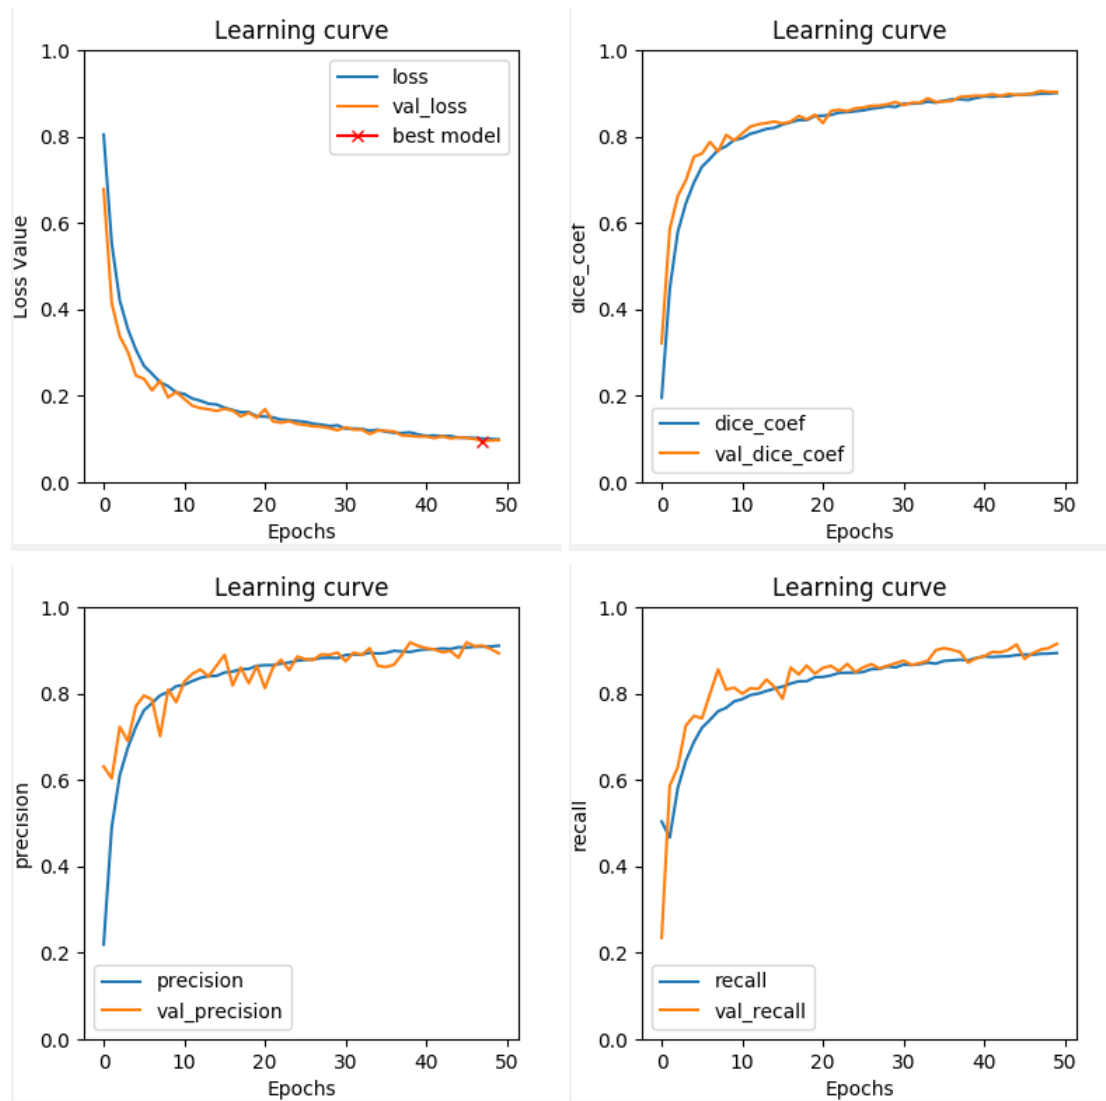 Learning curve
1.0
0.8
0.6
0.4
0.2
0.0
Loss Value
loss
val_loss
best model
0 10 20 30 40 50
Epochs
Learning curve
1.0
0.8
0.6
0.4
0.2
0.0
dice_coef
dice_coef
val_dice_coef
0 10 20 30 40 50
Epochs
Learning curve
1.0
0.8
0.6
0.4
0.2
0.0
precision
precision
val_precision
0 10 20 30 40 50
Epochs
Learning curve
1.0
0.8
0.6
0.4
0.2
0.0
recall
recall
val_recall
0 10 20 30 40 50
Epochs